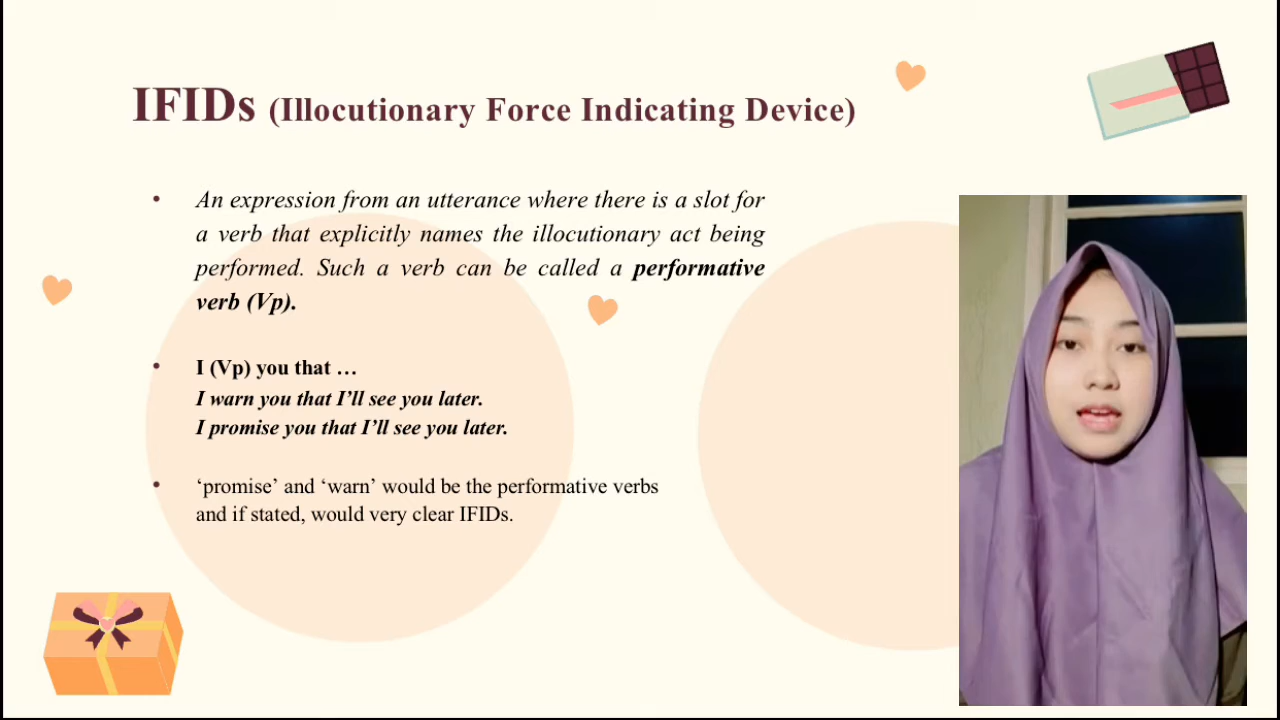 IFIDs (Illocutionary Force Indicating Device)
• An expression from an utterance where there is a slot for
a verb that explicitly names the illocutionary act being
performed. Such a verb can be called a performative
verb (Vp).
• I (Vp) you that …
I warn you that I’ll see you later.
I promise you that I’ll see you later.
• ‘promise’ and ‘warn’ would be the performative verbs
and if stated, would very clear IFIDs.